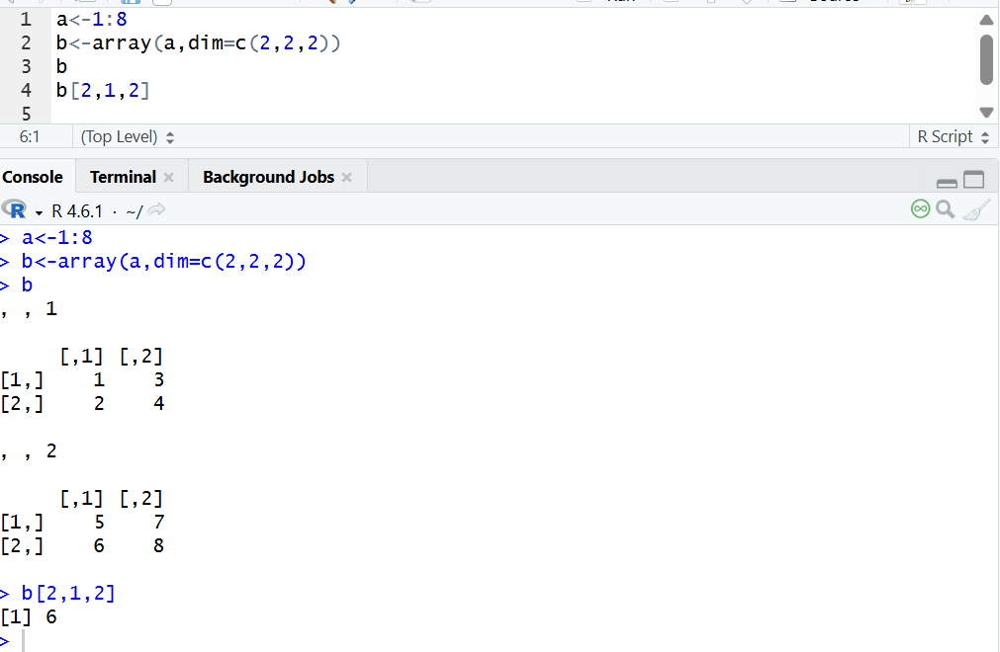 1 a<-1:8
2 b<-array(a,dim=c(2,2,2))
3 b
4 b[2,1,2]
5
6:1 (Top Level) R Script
Console Terminal Background Jobs
R 4.6.1 · ~/
> a<-1:8
> b<-array(a,dim=c(2,2,2))
> b
, , 1
[,1] [,2]
[1,] 1 3
[2,] 2 4
, , 2
[,1] [,2]
[1,] 5 7
[2,] 6 8
> b[2,1,2]
[1] 6
>